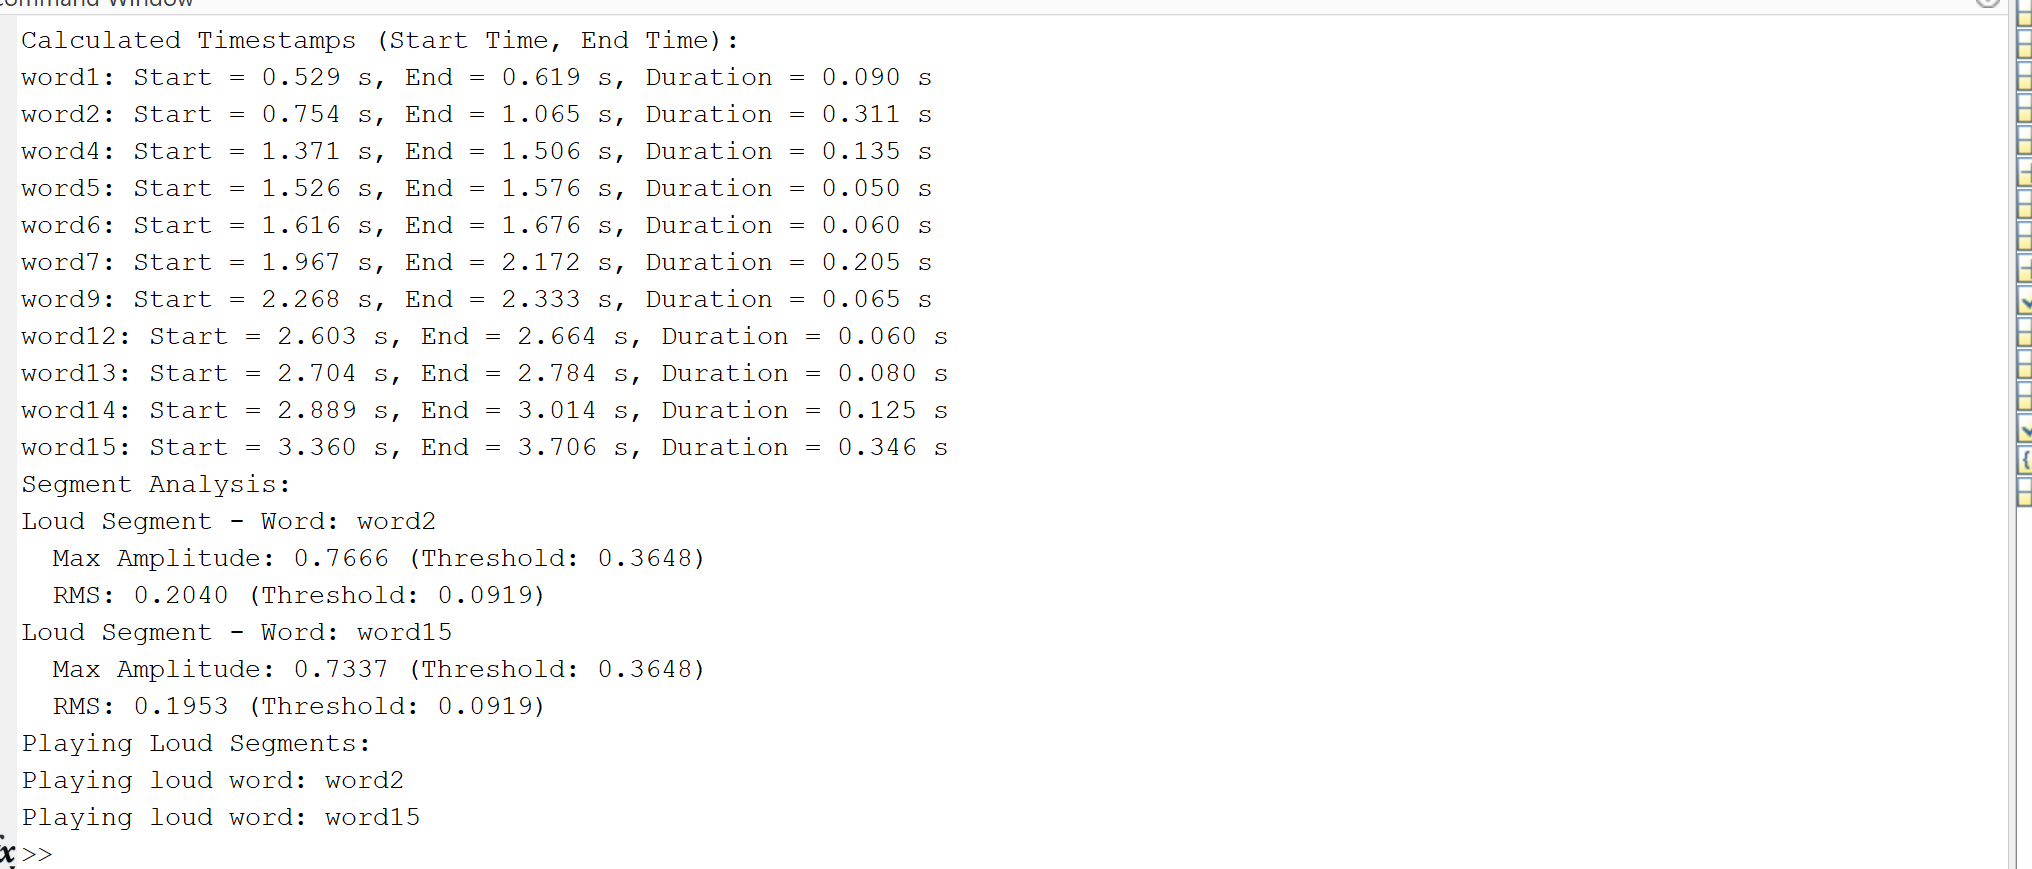 Command Window
Calculated Timestamps (Start Time, End Time):
word1: Start = 0.529 s, End = 0.619 s, Duration = 0.090 s
word2: Start = 0.754 s, End = 1.065 s, Duration = 0.311 s
word4: Start = 1.371 s, End = 1.506 s, Duration = 0.135 s
word5: Start = 1.526 s, End = 1.576 s, Duration = 0.050 s
word6: Start = 1.616 s, End = 1.676 s, Duration = 0.060 s
word7: Start = 1.967 s, End = 2.172 s, Duration = 0.205 s
word9: Start = 2.268 s, End = 2.333 s, Duration = 0.065 s
word12: Start = 2.603 s, End = 2.664 s, Duration = 0.060 s
word13: Start = 2.704 s, End = 2.784 s, Duration = 0.080 s
word14: Start = 2.889 s, End = 3.014 s, Duration = 0.125 s
word15: Start = 3.360 s, End = 3.706 s, Duration = 0.346 s
Segment Analysis:
Loud Segment - Word: word2
Max Amplitude: 0.7666 (Threshold: 0.3648)
RMS: 0.2040 (Threshold: 0.0919)
Loud Segment - Word: word15
Max Amplitude: 0.7337 (Threshold: 0.3648)
RMS: 0.1953 (Threshold: 0.0919)
Playing Loud Segments:
Playing loud word: word2
Playing loud word: word15
fx >>